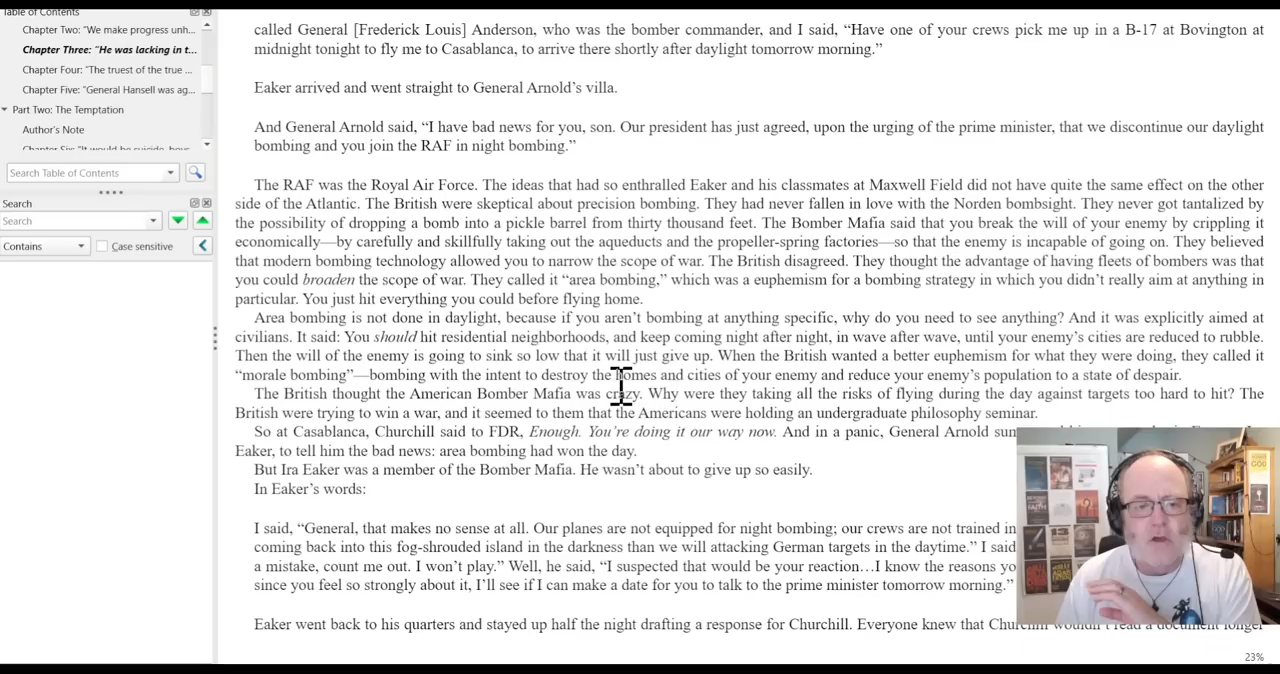 Table of Contents
Chapter Two: "We make progress unh...
Chapter Three: "He was lacking in t...
Chapter Four: "The truest of the true ...
Chapter Five: "General Hansell was ag...
Part Two: The Temptation
Author's Note
Chapter Six: "It would be suicide, boys
Search Table of Contents
Search
Search
Contains
Case sensitive
called General [Frederick Louis] Anderson, who was the bomber commander, and I said, “Have one of your crews pick me up in a B-17 at Bovington at
midnight tonight to fly me to Casablanca, to arrive there shortly after daylight tomorrow morning.”
Eaker arrived and went straight to General Arnold’s villa.
And General Arnold said, “I have bad news for you, son. Our president has just agreed, upon the urging of the prime minister, that we discontinue our daylight
bombing and you join the RAF in night bombing.”
The RAF was the Royal Air Force. The ideas that had so enthralled Eaker and his classmates at Maxwell Field did not have quite the same effect on the other
side of the Atlantic. The British were skeptical about precision bombing. They had never fallen in love with the Norden bombsight. They never got tantalized by
the possibility of dropping a bomb into a pickle barrel from thirty thousand feet. The Bomber Mafia said that you break the will of your enemy by crippling it
economically—by carefully and skillfully taking out the aqueducts and the propeller-spring factories—so that the enemy is incapable of going on. They believed
that modern bombing technology allowed you to narrow the scope of war. The British disagreed. They thought the advantage of having fleets of bombers was that
you could broaden the scope of war. They called it “area bombing,” which was a euphemism for a bombing strategy in which you didn’t really aim at anything in
particular. You just hit everything you could before flying home.
Area bombing is not done in daylight, because if you aren’t bombing at anything specific, why do you need to see anything? And it was explicitly aimed at
civilians. It said: You should hit residential neighborhoods, and keep coming night after night, in wave after wave, until your enemy’s cities are reduced to rubble.
Then the will of the enemy is going to sink so low that it will just give up. When the British wanted a better euphemism for what they were doing, they called it
“morale bombing”—bombing with the intent to destroy the homes and cities of your enemy and reduce your enemy’s population to a state of despair.
The British thought the American Bomber Mafia was crazy. Why were they taking all the risks of flying during the day against targets too hard to hit? The
British were trying to win a war, and it seemed to them that the Americans were holding an undergraduate philosophy seminar.
So at Casablanca, Churchill said to FDR, Enough. You’re doing it our way now. And in a panic, General Arnold
Eaker, to tell him the bad news: area bombing had won the day.
But Ira Eaker was a member of the Bomber Mafia. He wasn’t about to give up so easily.
In Eaker’s words:
I said, “General, that makes no sense at all. Our planes are not equipped for night bombing; our crews are not trained in
coming back into this fog-shrouded island in the darkness than we will attacking German targets in the daytime.” I said
a mistake, count me out. I won’t play.” Well, he said, “I suspected that would be your reaction…I know the reasons
since you feel so strongly about it, I’ll see if I can make a date for you to talk to the prime minister tomorrow morning.”
Eaker went back to his quarters and stayed up half the night drafting a response for Churchill. Everyone knew that Churchill wouldn’t read a document longer
23%